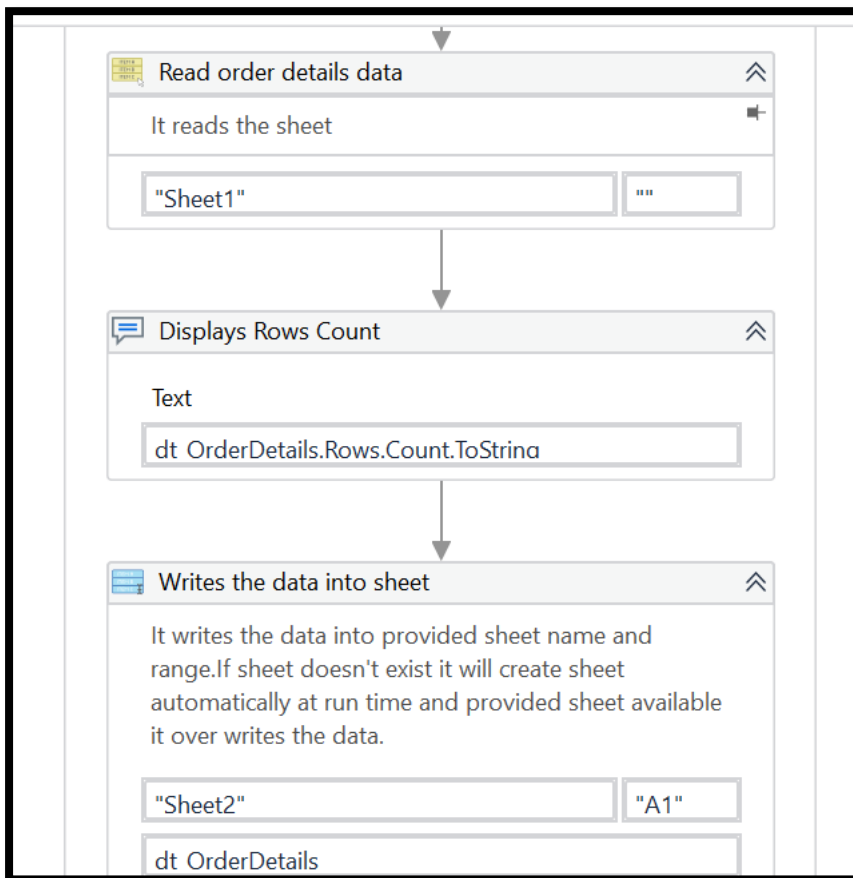 Read order details data
It reads the sheet
"Sheet1" ""
Displays Rows Count
Text
dt_OrderDetails.Rows.Count.ToString
Writes the data into sheet
It writes the data into provided sheet name and
range.If sheet doesn't exist it will create sheet
automatically at run time and provided sheet available
it over writes the data.
"Sheet2" "A1"
dt_OrderDetails